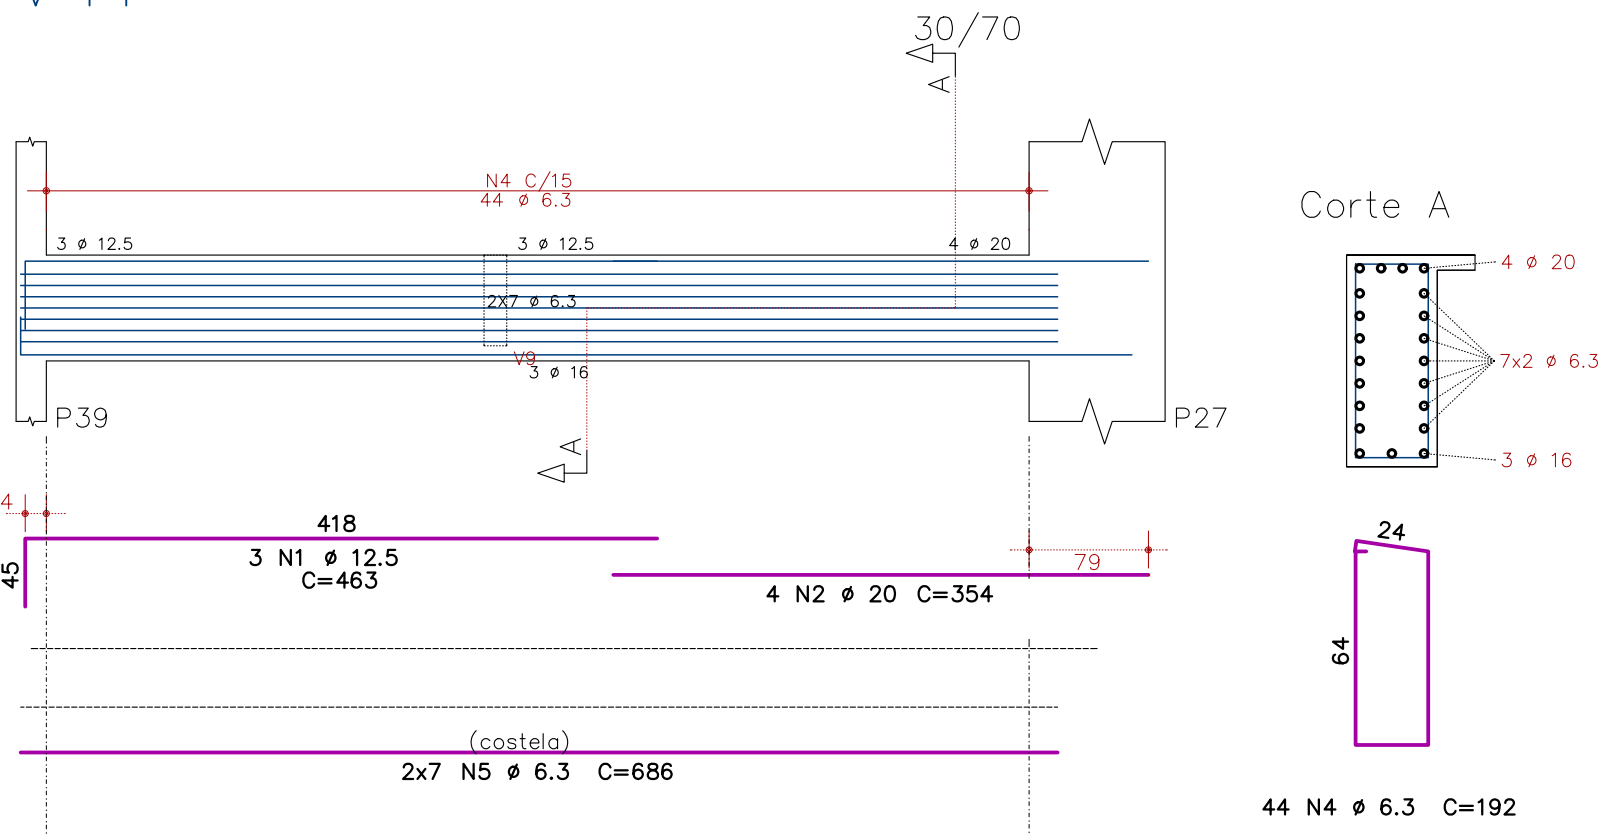 30/70
A
N4 C/15
44 ø 6.3
3 ø 12.5
3 ø 12.5
4 ø 20
2X7 ø 6.3
V9
3 ø 16
P39
P27
A
Corte A
4 ø 20
7x2 ø 6.3
3 ø 16
4
418
45
3 N1 ø 12.5
C=463
79
4 N2 ø 20 C=354
(costela)
2x7 N5 ø 6.3 C=686
24
64
44 N4 ø 6.3 C=192